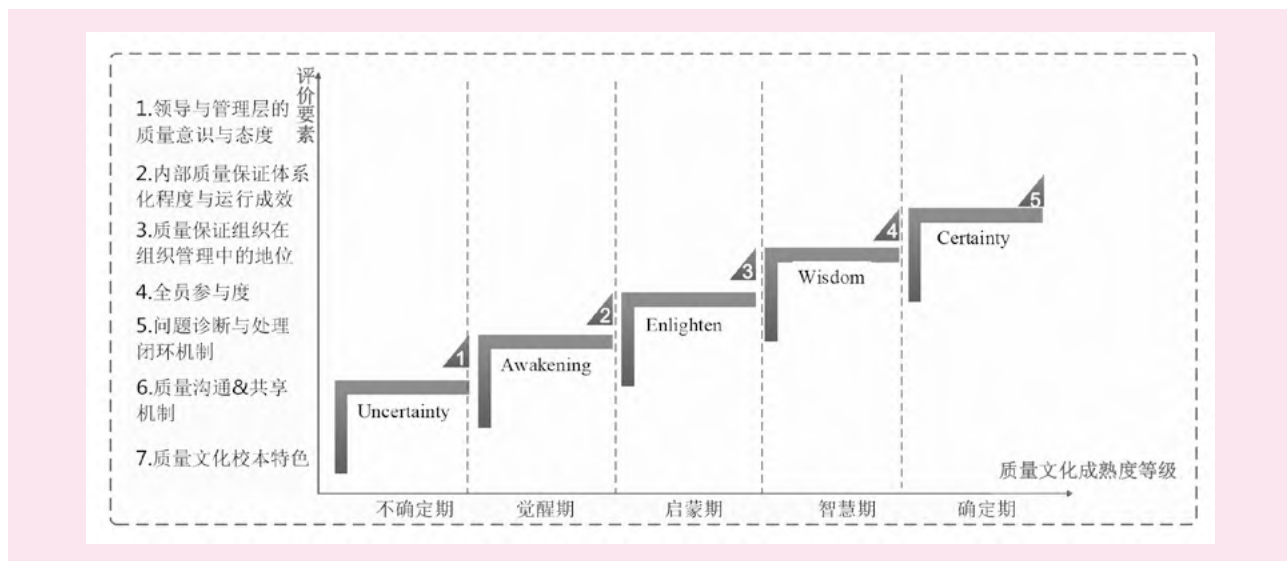 评价要素
1.领导与管理层的
质量意识与态度
2.内部质量保证体系
化程度与运行成效
3.质量保证组织在
组织管理中的地位
4.全员参与度
5.问题诊断与处理
闭环机制
6.质量沟通&共享
机制
7.质量文化校本特色
1
Uncertainty
2
Awakening
3
Enlighten
4
Wisdom
5
Certainty
质量文化成熟度等级
不确定期
觉醒期
启蒙期
智慧期
确定期